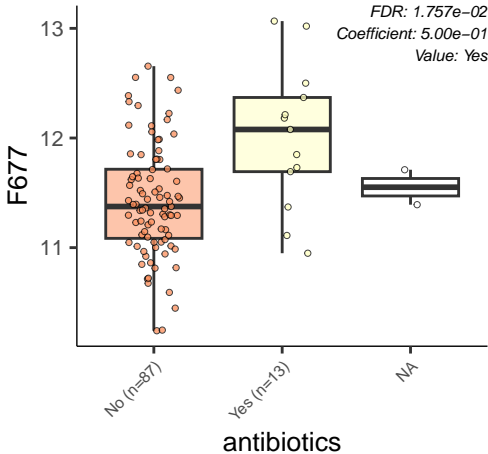 FDR: 1.757e−02
Coefficient: 5.00e−01
Value: Yes
13
12
11
F677
No (n=87)
Yes (n=13)
NA
antibiotics